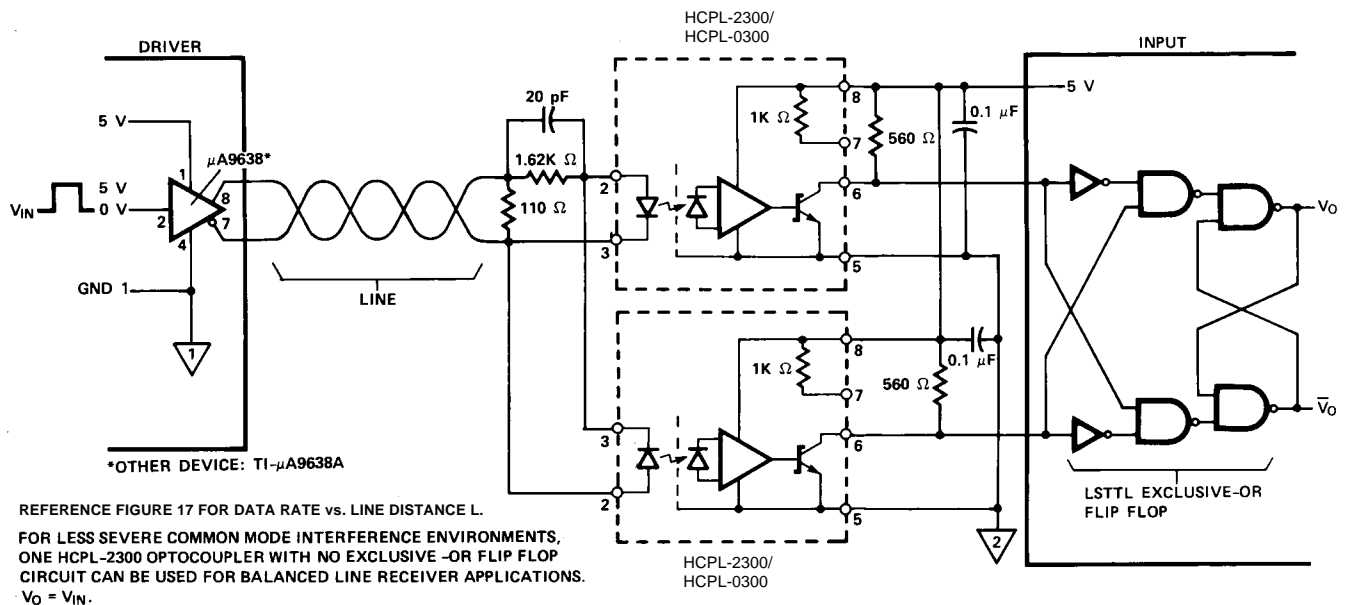 HCPL-2300/
HCPL-0300
DRIVER
INPUT
5 V
20 pF
8
5 V
1K Ω
0.1 µF
560 Ω
µA9638*
1
1.62K Ω
7
5 V
0 V
VIN
8
2
7
4
2
110 Ω
6
3
5
GND 1
LINE
1
VO
8
0.1 µF
1K Ω
560 Ω
7
3
6
V̅O
*OTHER DEVICE: TI-µA9638A
2
5
LSTTL EXCLUSIVE-OR
FLIP FLOP
2
REFERENCE FIGURE 17 FOR DATA RATE vs. LINE DISTANCE L.
FOR LESS SEVERE COMMON MODE INTERFERENCE ENVIRONMENTS,
ONE HCPL-2300 OPTOCOUPLER WITH NO EXCLUSIVE -OR FLIP FLOP
CIRCUIT CAN BE USED FOR BALANCED LINE RECEIVER APPLICATIONS.
VO = VIN.
HCPL-2300/
HCPL-0300